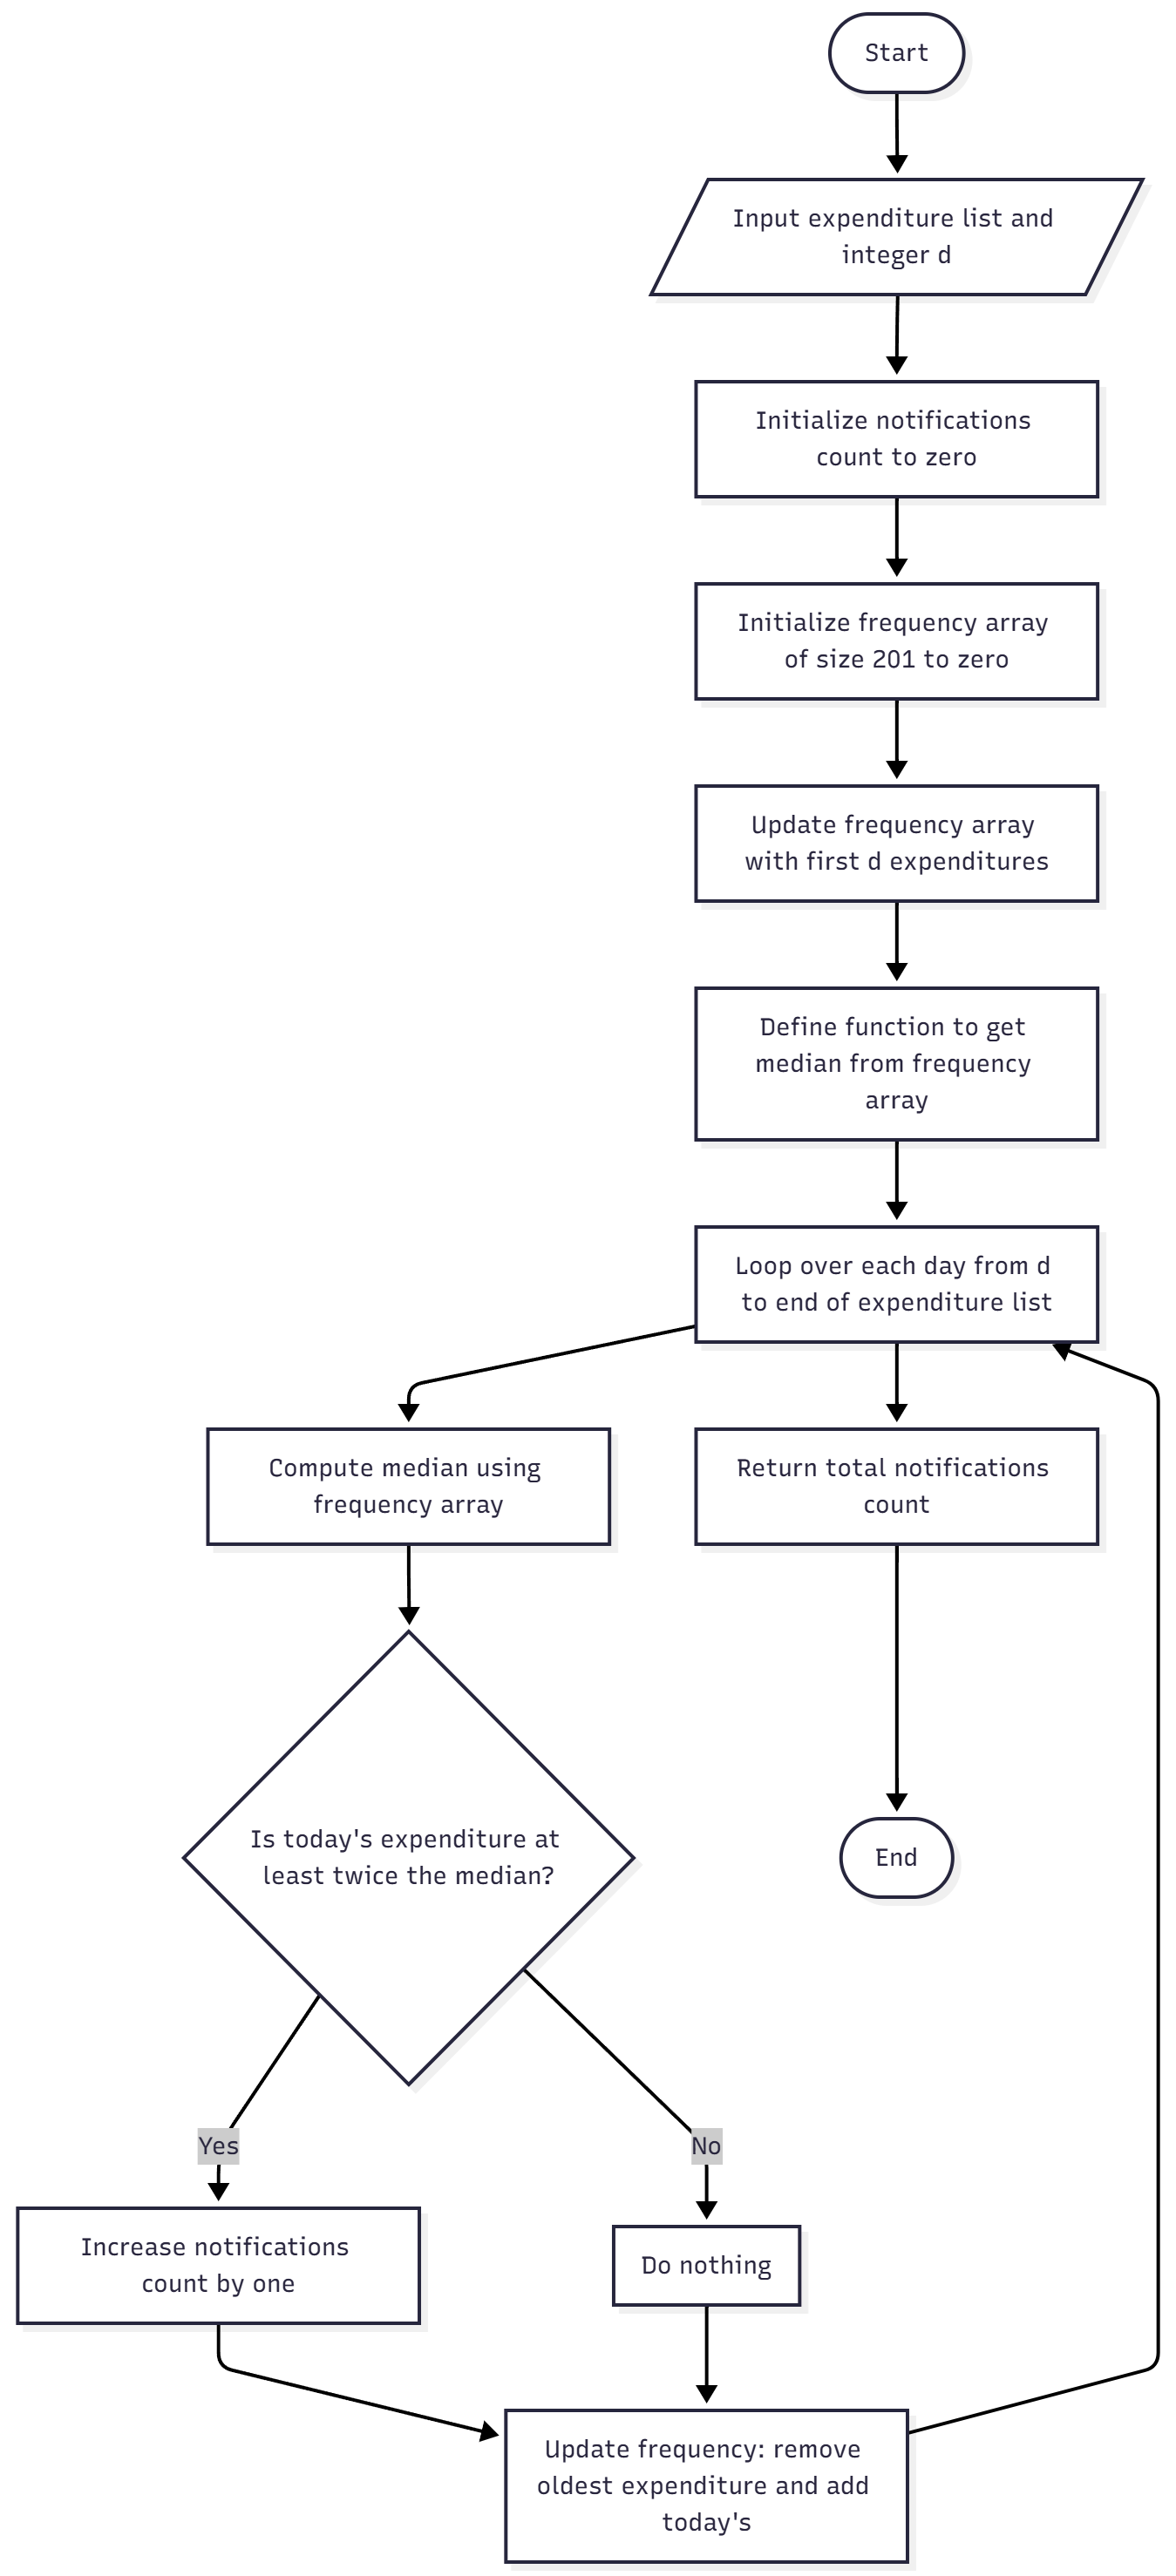 Start
Input expenditure list and
integer d
Initialize notifications
count to zero
Initialize frequency array
of size 201 to zero
Update frequency array
with first d expenditures
Define function to get
median from frequency
array
Loop over each day from d
to end of expenditure list
Compute median using
frequency array
Return total notifications
count
Is today's expenditure at
least twice the median?
End
Yes
No
Increase notifications
count by one
Do nothing
Update frequency: remove
oldest expenditure and add
today's